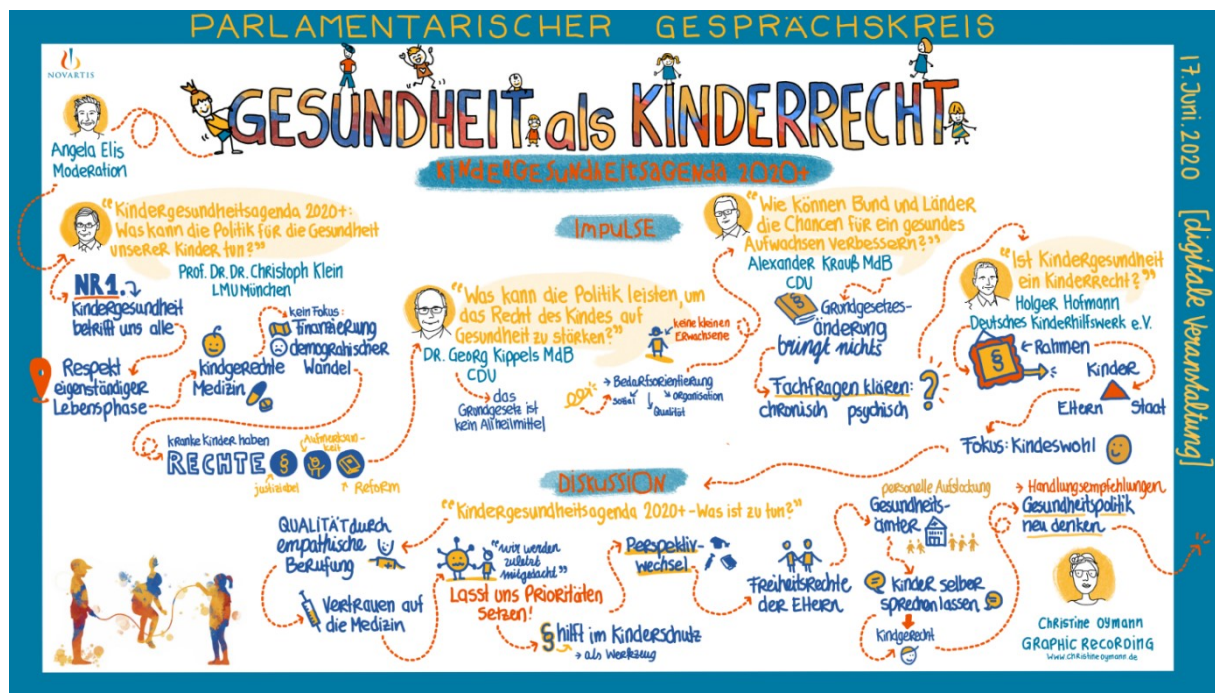 PARLAMENTARISCHER GESPRÄCHSKREIS
17. Juni. 2020 [digitale Veranstaltung]
NOVARTIS
GESUNDHEIT als KINDERRECHT
KINDERGESUNDHEITSAGENDA 2020+
Angela Elis
Moderation
IMPULSE
"Kindergesundheitsagenda 2020+:
Was kann die Politik für die Gesundheit
unserer Kinder tun?"
Prof. Dr. Dr. Christoph Klein
LMU München
NR1.
Kindergesundheit
betrifft uns alle
Respekt
eigenständiger
Lebensphase
kindgerechte
Medizin
kein Fokus:
Finanzierung
demograhischer
Wandel
kranke Kinder haben
RECHTE
§
justiziabel
Aufmerksam-
keit
Reform
"Was kann die Politik leisten, um
das Recht des Kindes auf
Gesundheit zu stärken?"
Dr. Georg Kippels MdB
CDU
→ das
Grundgesetz ist
kein Allheilmittel
keine kleinen
Erwachsene
→ Bedarfsorientierung
sozial
Qualität
organisation
"Wie können Bund und Länder
die Chancen für ein gesundes
Aufwachsen verbessern?"
Alexander Krauß MdB
CDU
§
Grundgesetzes-
änderung
bringt nichts
Fachfragen klären:
chronisch psychisch
?
"Ist Kindergesundheit
ein Kinderrecht?"
Holger Hofmann
Deutsches Kinderhilfswerk e.V.
§
← Rahmen
Kinder
Eltern Staat
Fokus: Kindeswohl
DISKUSSION
"Kindergesundheitsagenda 2020+ - Was ist zu tun?"
QUALITÄT durch
empathische
Berufung
Vertrauen auf
die Medizin
"wir werden
zuletzt
mitgedacht"
Lasst uns Prioritäten
setzen!
§ hilft im Kinderschutz
→ als Werkzeug
Perspektiv-
wechsel
Freiheitsrechte
der Eltern
personelle Aufstockung
Gesundheits-
ämter
Kinder selber
sprechen lassen
Kindgerecht
→ Handlungsempfehlungen
Gesundheitspolitik
neu denken
Christine Oymann
GRAPHIC RECORDING
www.christineoymann.de